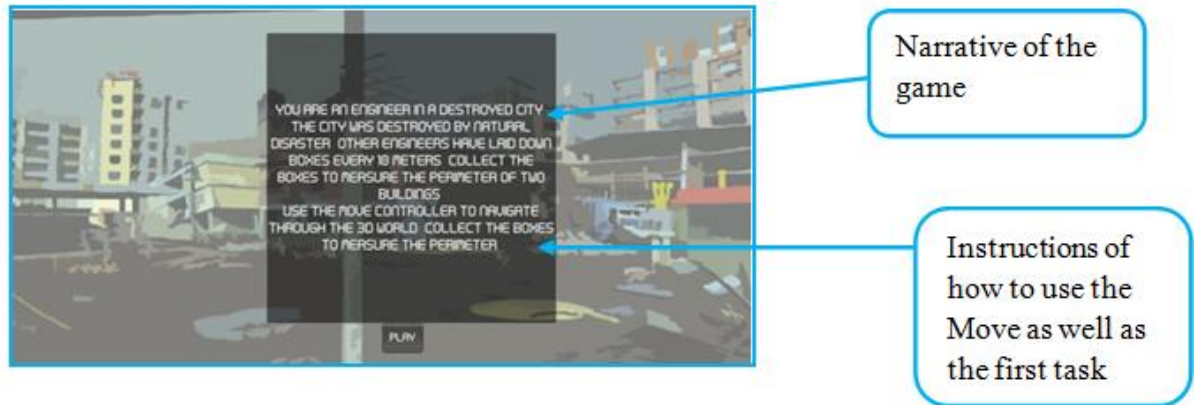 YOU ARE AN ENGINEER IN A DESTROYED CITY
THE CITY WAS DESTROYED BY NATURAL
DISASTER OTHER ENGINEERS HAVE LAID DOWN
BOXES EVERY 10 METERS COLLECT THE
BOXES TO MEASURE THE PERIMETER OF TWO
BUILDINGS
USE THE MOVE CONTROLLER TO NAVIGATE
THROUGH THE 3D WORLD COLLECT THE BOXES
TO MEASURE THE PERIMETER
PLAY
Narrative of the
game
Instructions of
how to use the
Move as well as
the first task